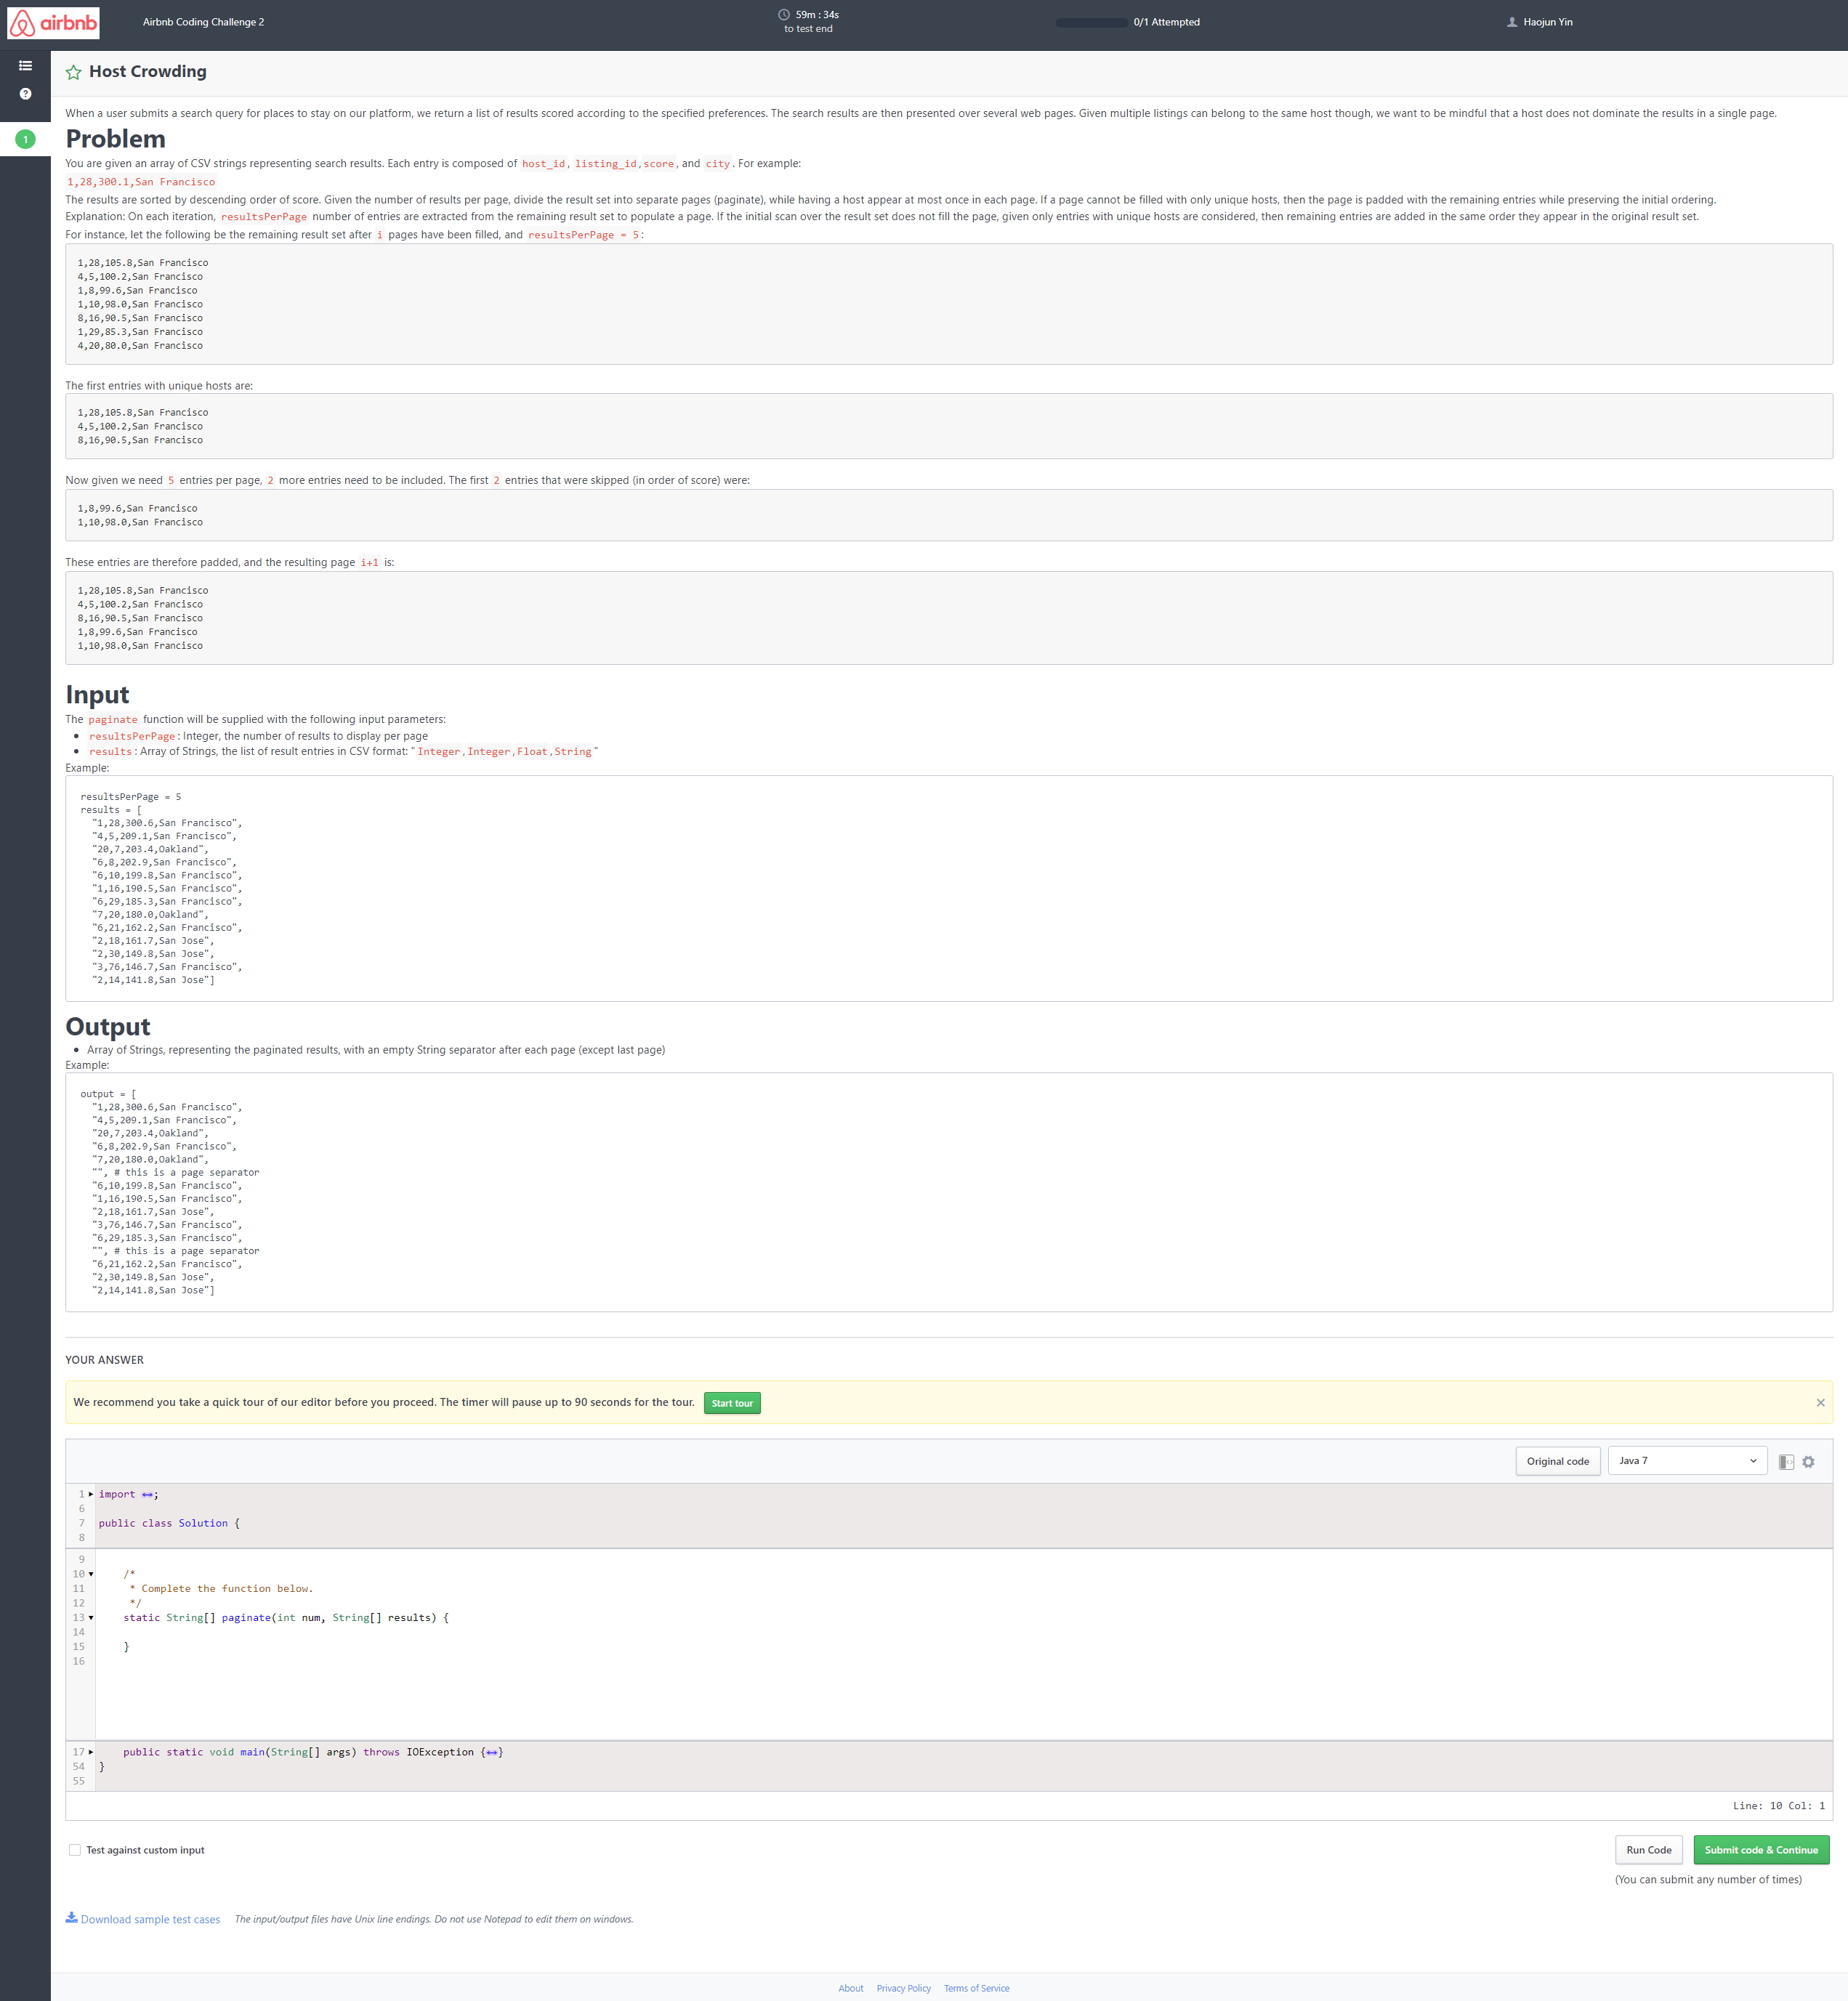 airbnb
Airbnb Coding Challenge 2
59m : 34s
to test end
0/1 Attempted
Haojun Yin
Host Crowding
1
When a user submits a search query for places to stay on our platform, we return a list of results scored according to the specified preferences. The search results are then presented over several web pages. Given multiple listings can belong to the same host though, we want to be mindful that a host does not dominate the results in a single page.
Problem
You are given an array of CSV strings representing search results. Each entry is composed of host_id, listing_id,score, and city. For example:
1,28,300.1,San Francisco
The results are sorted by descending order of score. Given the number of results per page, divide the result set into separate pages (paginate), while having a host appear at most once in each page. If a page cannot be filled with only unique hosts, then the page is padded with the remaining entries while preserving the initial ordering.
Explanation: On each iteration, resultsPerPage number of entries are extracted from the remaining result set to populate a page. If the initial scan over the result set does not fill the page, given only entries with unique hosts are considered, then remaining entries are added in the same order they appear in the original result set.
For instance, let the following be the remaining result set after i pages have been filled, and resultsPerPage = 5:
1,28,105.8,San Francisco
4,5,100.2,San Francisco
1,8,99.6,San Francisco
1,10,98.0,San Francisco
8,16,90.5,San Francisco
1,29,85.3,San Francisco
4,20,80.0,San Francisco
The first entries with unique hosts are:
1,28,105.8,San Francisco
4,5,100.2,San Francisco
8,16,90.5,San Francisco
Now given we need 5 entries per page, 2 more entries need to be included. The first 2 entries that were skipped (in order of score) were:
1,8,99.6,San Francisco
1,10,98.0,San Francisco
These entries are therefore padded, and the resulting page i+1 is:
1,28,105.8,San Francisco
4,5,100.2,San Francisco
8,16,90.5,San Francisco
1,8,99.6,San Francisco
1,10,98.0,San Francisco
Input
The paginate function will be supplied with the following input parameters:
• resultsPerPage: Integer, the number of results to display per page
• results: Array of Strings, the list of result entries in CSV format: "Integer,Integer,Float,String"
Example:
resultsPerPage = 5
results = [
"1,28,300.6,San Francisco",
"4,5,209.1,San Francisco",
"20,7,203.4,Oakland",
"6,8,202.9,San Francisco",
"6,10,199.8,San Francisco",
"1,16,190.5,San Francisco",
"6,29,185.3,San Francisco",
"7,20,180.0,Oakland",
"6,21,162.2,San Francisco",
"2,18,161.7,San Jose",
"2,30,149.8,San Jose",
"3,76,146.7,San Francisco",
"2,14,141.8,San Jose"]
Output
• Array of Strings, representing the paginated results, with an empty String separator after each page (except last page)
Example:
output = [
"1,28,300.6,San Francisco",
"4,5,209.1,San Francisco",
"20,7,203.4,Oakland",
"6,8,202.9,San Francisco",
"7,20,180.0,Oakland",
"", # this is a page separator
"6,10,199.8,San Francisco",
"1,16,190.5,San Francisco",
"2,18,161.7,San Jose",
"3,76,146.7,San Francisco",
"6,29,185.3,San Francisco",
"", # this is a page separator
"6,21,162.2,San Francisco",
"2,30,149.8,San Jose",
"2,14,141.8,San Jose"]
YOUR ANSWER
We recommend you take a quick tour of our editor before you proceed. The timer will pause up to 90 seconds for the tour. Start tour
Original code
Java 7
1 import ↔;
6
7 public class Solution {
8
9
10 /*
11 * Complete the function below.
12 */
13 static String[] paginate(int num, String[] results) {
14
15 }
16
17 public static void main(String[] args) throws IOException {↔}
54 }
55
Line: 10 Col: 1
Test against custom input
Run Code
Submit code & Continue
(You can submit any number of times)
Download sample test cases The input/output files have Unix line endings. Do not use Notepad to edit them on windows.
About Privacy Policy Terms of Service